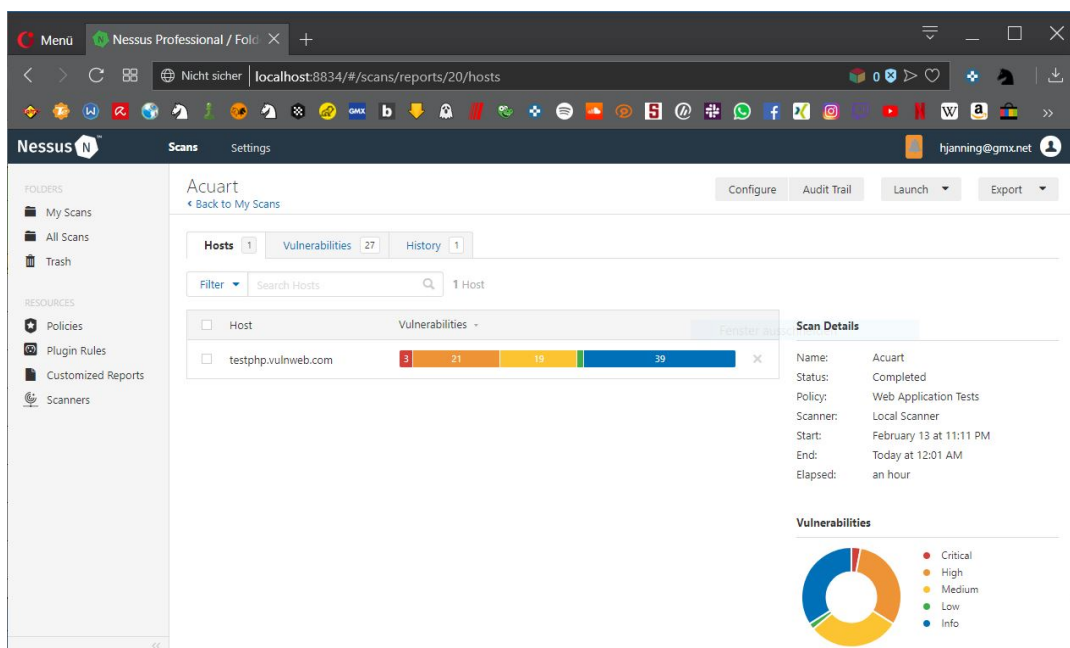 Menü Nessus Professional / Fold
Nicht sicher localhost:8834/#/scans/reports/20/hosts 0
Nessus N Scans Settings hjanning@gmx.net
FOLDERS
My Scans
All Scans
Trash
RESOURCES
Policies
Plugin Rules
Customized Reports
Scanners
Acuart
Back to My Scans
Configure Audit Trail Launch Export
Hosts 1 Vulnerabilities 27 History 1
Filter Search Hosts 1 Host
Host Vulnerabilities
testphp.vulnweb.com 3 21 19 39
Fenster
Scan Details
Name: Acuart
Status: Completed
Policy: Web Application Tests
Scanner: Local Scanner
Start: February 13 at 11:11 PM
End: Today at 12:01 AM
Elapsed: an hour
Vulnerabilities
Critical
High
Medium
Low
Info